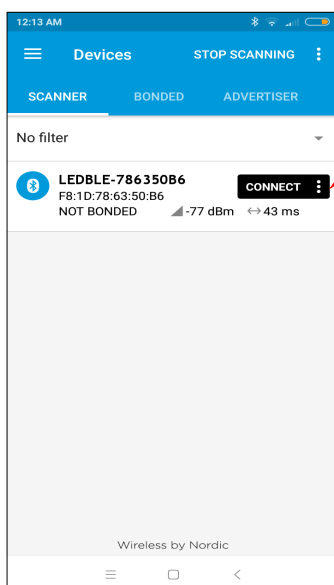 12:13 AM
Devices STOP SCANNING
SCANNER BONDED ADVERTISER
No filter
LEDBLE-786350B6
F8:1D:78:63:50:B6
CONNECT
NOT BONDED -77 dBm 43 ms
Wireless by Nordic